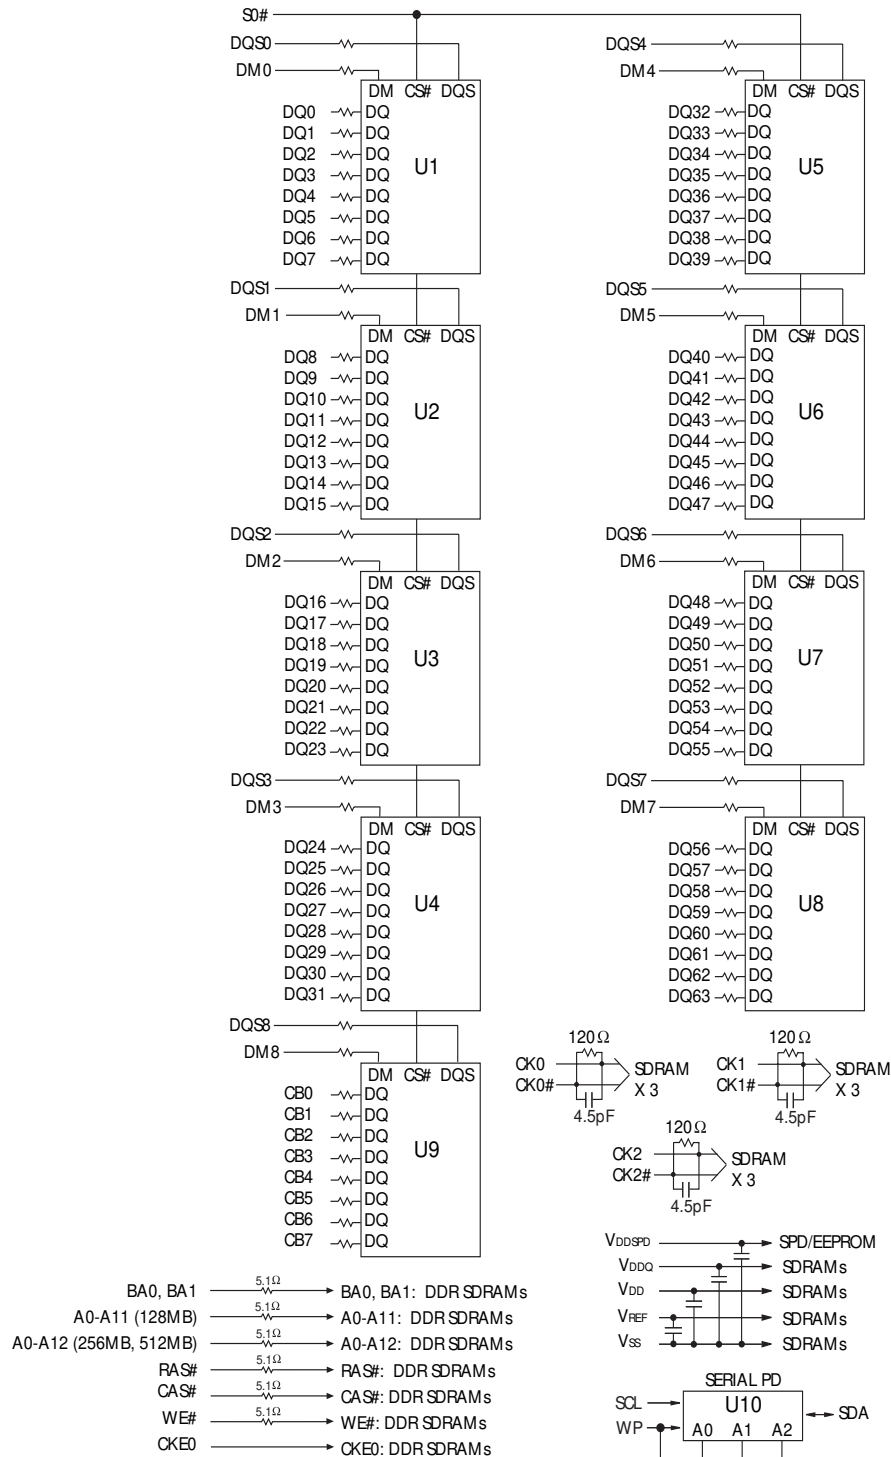 S0#
DQS0
DM0
DM CS# DQS
DQ0 DQ
DQ1 DQ
DQ2 DQ
DQ3 DQ
DQ4 DQ
DQ5 DQ
DQ6 DQ
DQ7 DQ
U1
DQS4
DM4
DM CS# DQS
DQ32 DQ
DQ33 DQ
DQ34 DQ
DQ35 DQ
DQ36 DQ
DQ37 DQ
DQ38 DQ
DQ39 DQ
U5
DQS1
DM1
DM CS# DQS
DQ8 DQ
DQ9 DQ
DQ10 DQ
DQ11 DQ
DQ12 DQ
DQ13 DQ
DQ14 DQ
DQ15 DQ
U2
DQS5
DM5
DM CS# DQS
DQ40 DQ
DQ41 DQ
DQ42 DQ
DQ43 DQ
DQ44 DQ
DQ45 DQ
DQ46 DQ
DQ47 DQ
U6
DQS2
DM2
DM CS# DQS
DQ16 DQ
DQ17 DQ
DQ18 DQ
DQ19 DQ
DQ20 DQ
DQ21 DQ
DQ22 DQ
DQ23 DQ
U3
DQS6
DM6
DM CS# DQS
DQ48 DQ
DQ49 DQ
DQ50 DQ
DQ51 DQ
DQ52 DQ
DQ53 DQ
DQ54 DQ
DQ55 DQ
U7
DQS3
DM3
DM CS# DQS
DQ24 DQ
DQ25 DQ
DQ26 DQ
DQ27 DQ
DQ28 DQ
DQ29 DQ
DQ30 DQ
DQ31 DQ
U4
DQS7
DM7
DM CS# DQS
DQ56 DQ
DQ57 DQ
DQ58 DQ
DQ59 DQ
DQ60 DQ
DQ61 DQ
DQ62 DQ
DQ63 DQ
U8
DQS8
DM8
DM CS# DQS
CB0 DQ
CB1 DQ
CB2 DQ
CB3 DQ
CB4 DQ
CB5 DQ
CB6 DQ
CB7 DQ
U9
120Ω
CK0 SDRAM
CK0# X 3
4.5pF
120Ω
CK1 SDRAM
CK1# X 3
4.5pF
120Ω
CK2 SDRAM
CK2# X 3
4.5pF
VDDSPD SPD/EEPROM
VDDQ SDRAMs
VDD SDRAMs
VREF SDRAMs
VSS SDRAMs
BA0, BA1 5.1Ω BA0, BA1: DDR SDRAMs
A0-A11 (128MB) 5.1Ω A0-A11: DDR SDRAMs
A0-A12 (256MB, 512MB) 5.1Ω A0-A12: DDR SDRAMs
RAS# 5.1Ω RAS#: DDR SDRAMs
CAS# 5.1Ω CAS#: DDR SDRAMs
WE# 5.1Ω WE#: DDR SDRAMs
CKE0 CKE0: DDR SDRAMs
SERIAL PD
SCL U10 SDA
WP A0 A1 A2